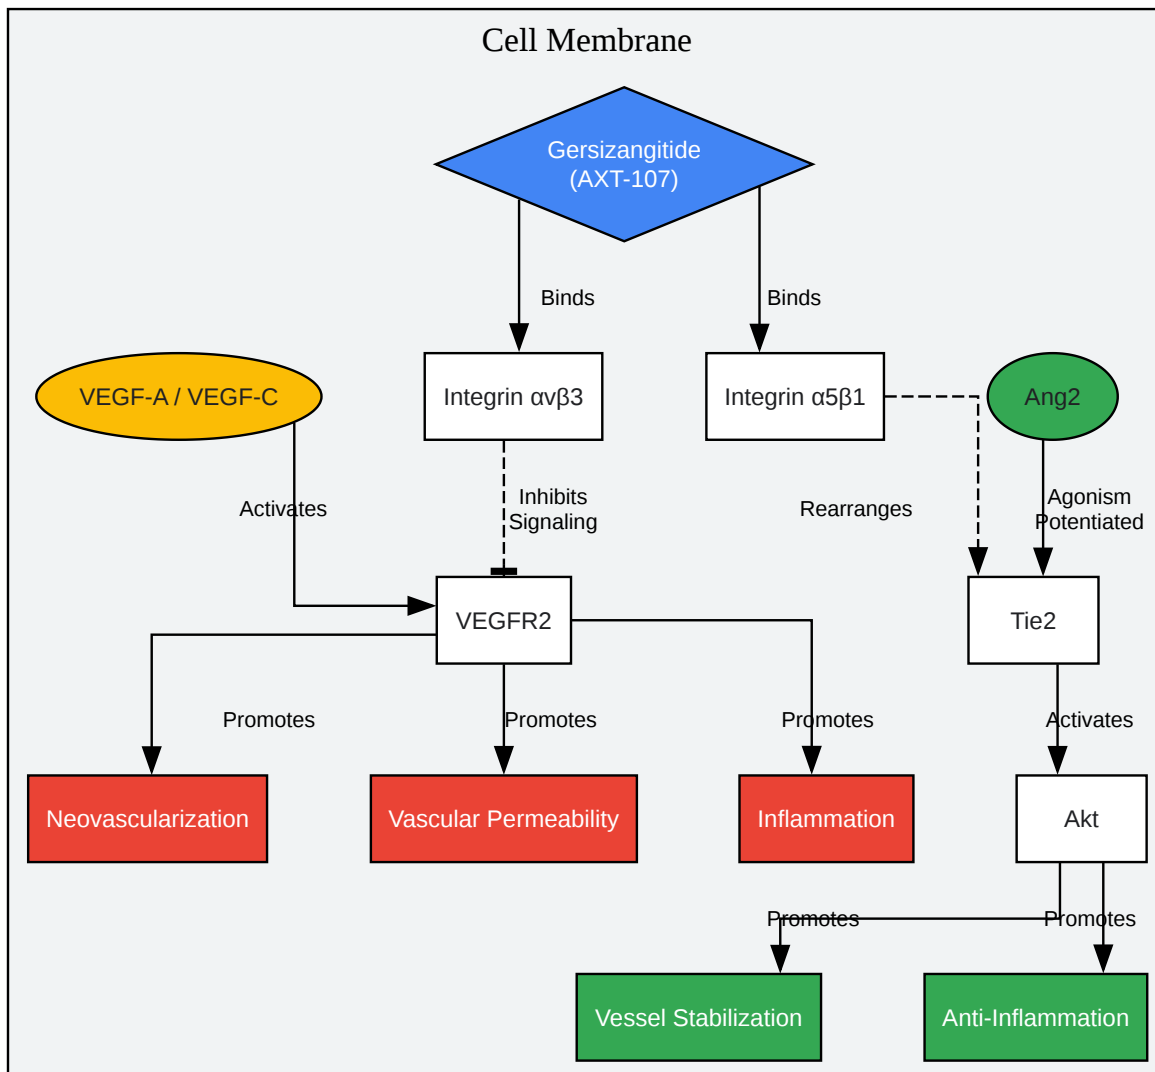 Cell Membrane
Gersizangitide
(AXT-107)
Binds
Binds
VEGF-A / VEGF-C
Integrin αvβ3
Integrin α5β1
Ang2
Activates
Inhibits
Signaling
Rearranges
Agonism
Potentiated
VEGFR2
Tie2
Promotes
Promotes
Promotes
Activates
Neovascularization
Vascular Permeability
Inflammation
Akt
Promotes
Promotes
Vessel Stabilization
Anti-Inflammation